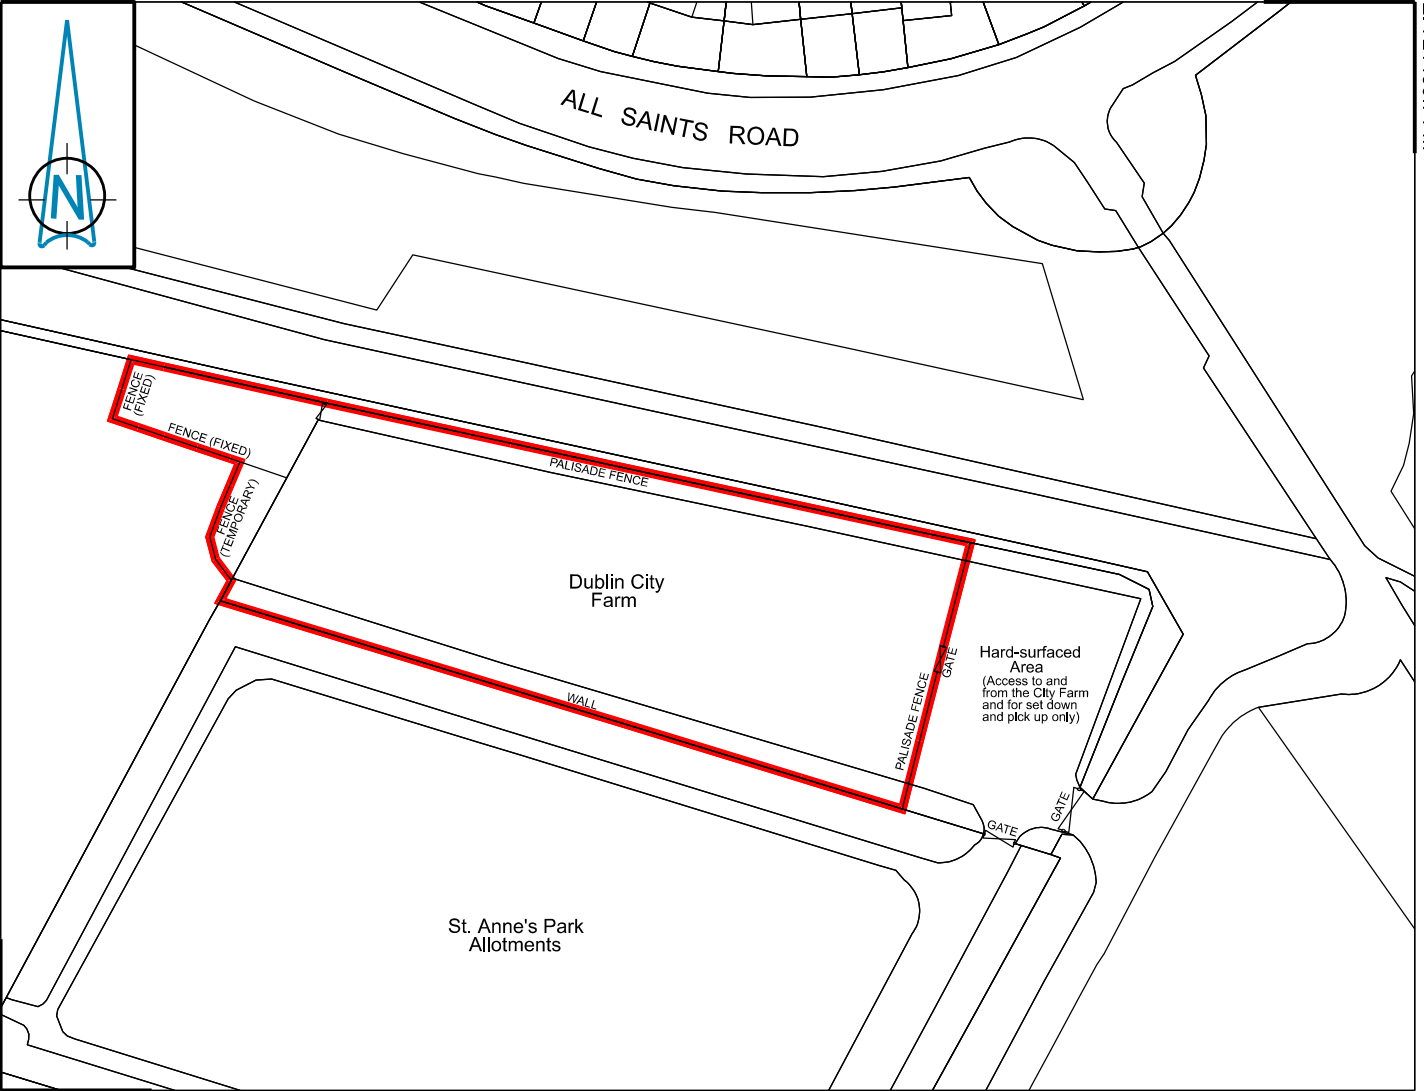 N
ALL SAINTS ROAD
FENCE
(FIXED)
FENCE (FIXED)
FENCE
(TEMPORARY)
PALISADE FENCE
Dublin City
Farm
GATE
PALISADE FENCE
Hard-surfaced
Area
(Access to and
from the City Farm
and for set down
and pick up only)
WALL
GATE
GATE
St. Anne's Park
Allotments